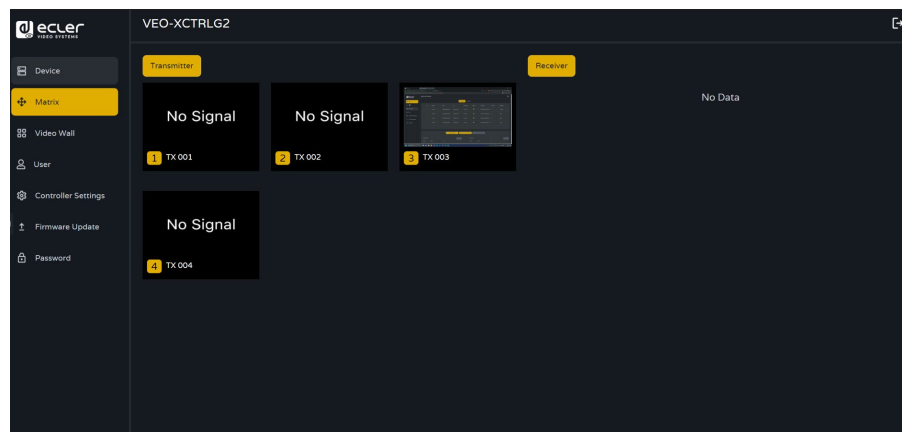 ecler
VIDEO SYSTEMS
VEO-XCTRLG2
Device
Matrix
Video Wall
User
Controller Settings
Firmware Update
Password
Transmitter
Receiver
No Signal
1 TX 001
No Signal
2 TX 002
3 TX 003
No Data
No Signal
4 TX 004